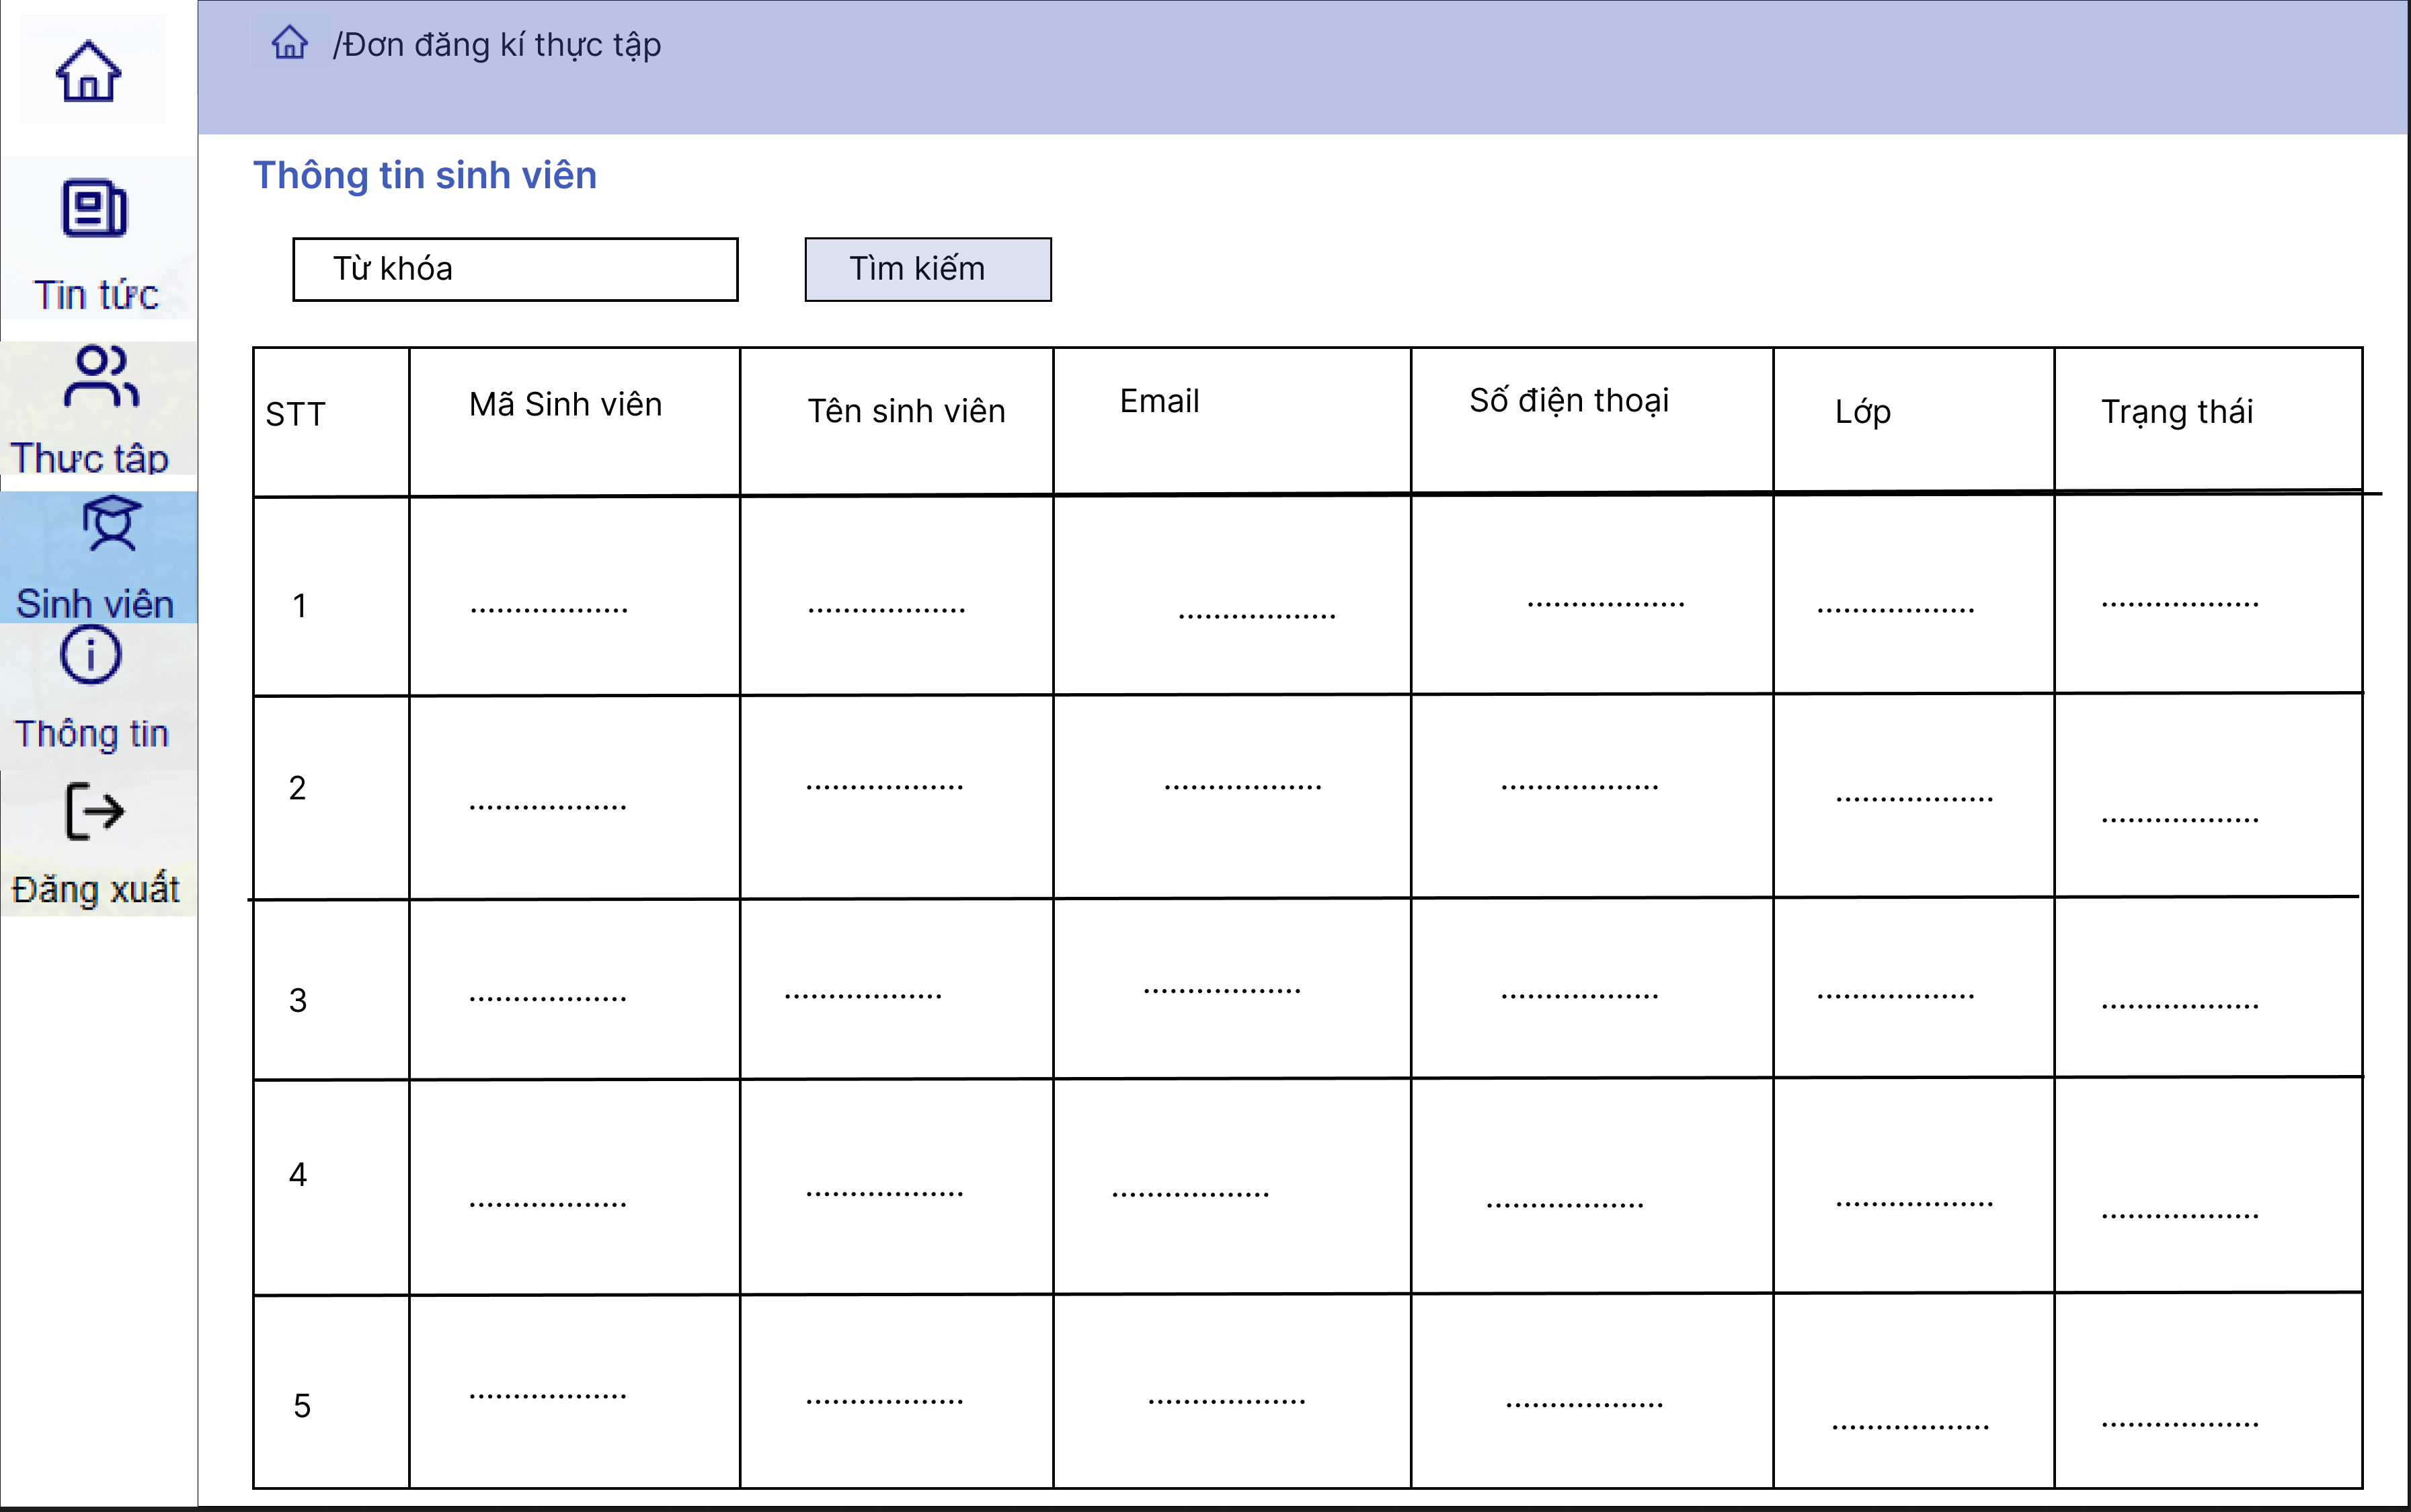 /Đơn đăng kí thực tập
Tin tức
Thực tập
Sinh viên
Thông tin
Đăng xuất
Thông tin sinh viên
Từ khóa
Tìm kiếm
STT Mã Sinh viên Tên sinh viên Email Số điện thoại Lớp Trạng thái
1 .................. .................. .................. .................. .................. ..................
2 .................. .................. .................. .................. .................. ..................
3 .................. .................. .................. .................. .................. ..................
4 .................. .................. .................. .................. .................. ..................
5 .................. .................. .................. .................. .................. ..................